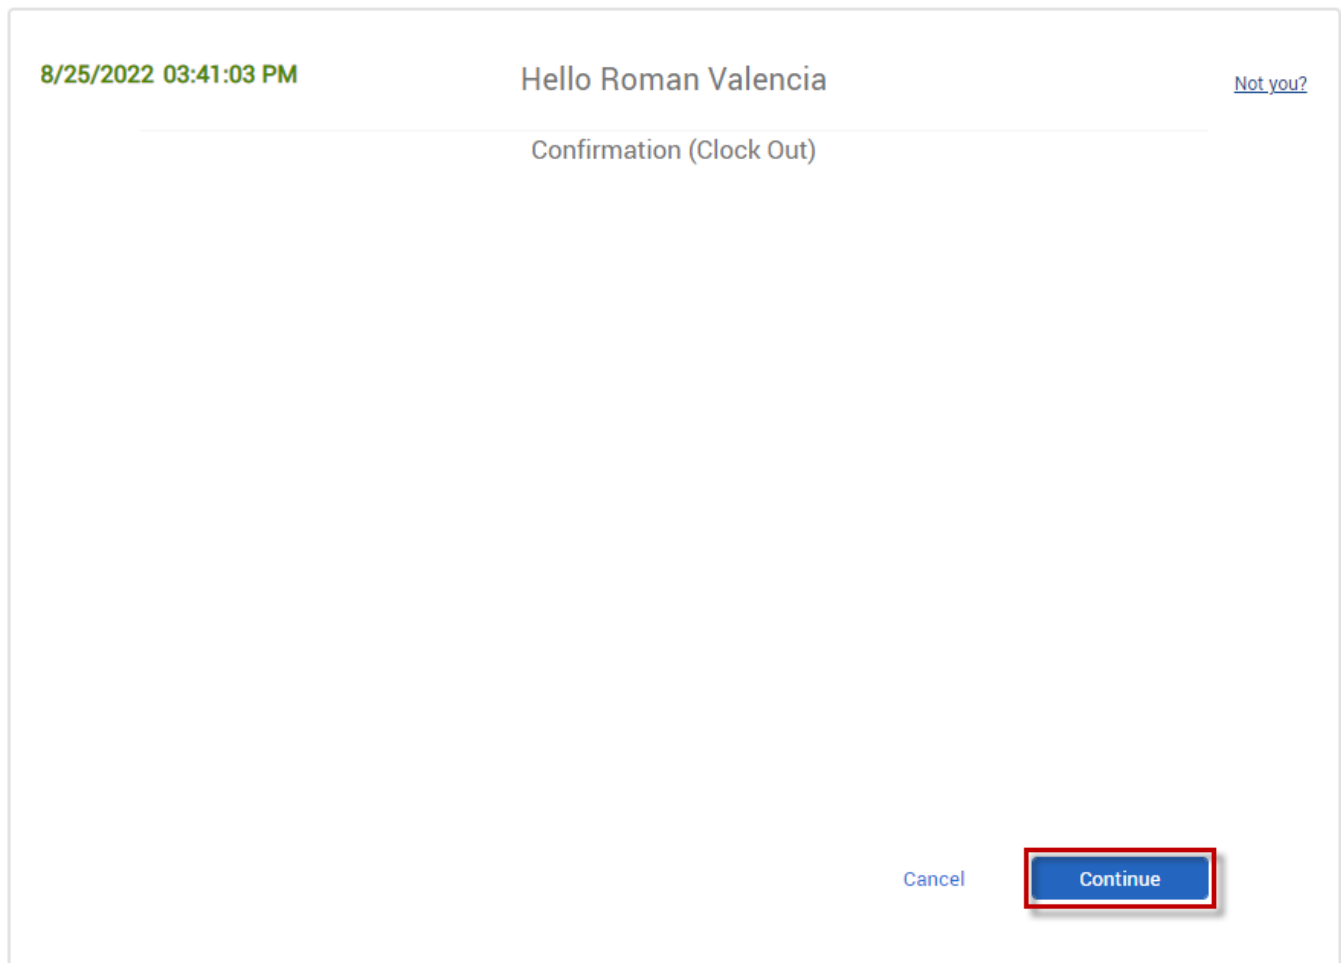 8/25/2022 03:41:03 PM
Hello Roman Valencia
Not you?
Confirmation (Clock Out)
Cancel
Continue